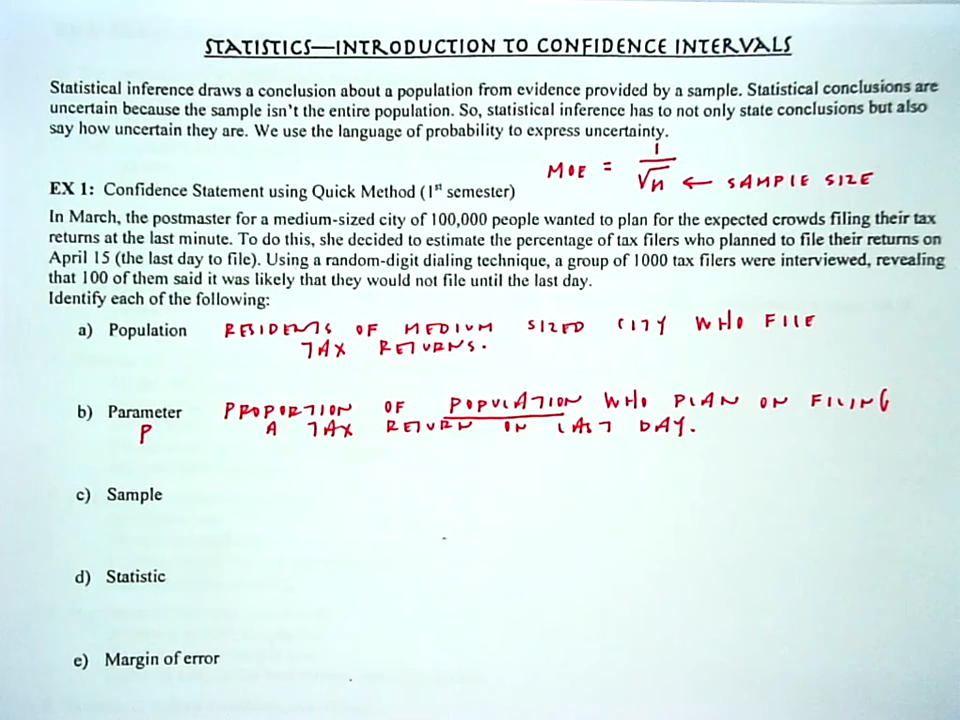 STATISTICS—INTRODUCTION TO CONFIDENCE INTERVALS
Statistical inference draws a conclusion about a population from evidence provided by a sample. Statistical conclusions are
uncertain because the sample isn't the entire population. So, statistical inference has to not only state conclusions but also
say how uncertain they are. We use the language of probability to express uncertainty.
MOE = 1/√n ← SAMPLE SIZE
EX 1: Confidence Statement using Quick Method (1st semester)
In March, the postmaster for a medium-sized city of 100,000 people wanted to plan for the expected crowds filing their tax
returns at the last minute. To do this, she decided to estimate the percentage of tax filers who planned to file their returns on
April 15 (the last day to file). Using a random-digit dialing technique, a group of 1000 tax filers were interviewed, revealing
that 100 of them said it was likely that they would not file until the last day.
Identify each of the following:
a) Population RESIDENTS OF MEDIUM SIZED CITY WHO FILE
TAX RETURNS.
b) Parameter PROPORTION OF POPULATION WHO PLAN ON FILING
P A TAX RETURN ON LAST DAY.
c) Sample
d) Statistic
e) Margin of error